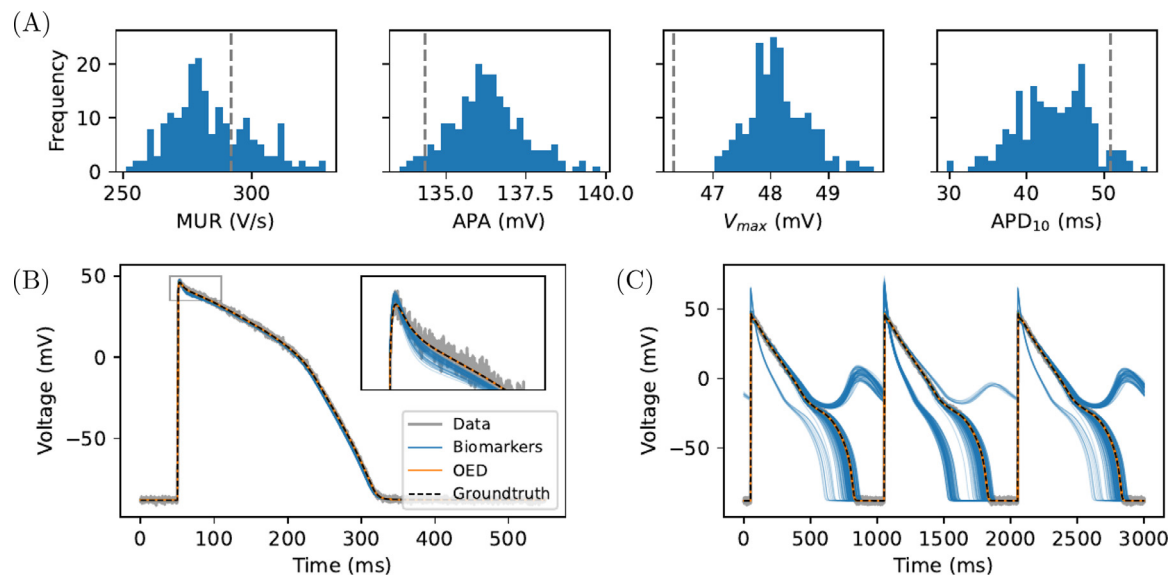 (A)
Frequency
20
10
0
250
300
MUR (V/s)
135.0
137.5
140.0
APA (mV)
47
48
49
V_max (mV)
30
40
50
APD₁₀ (ms)
(B)
Voltage (mV)
50
0
−50
0
100
200
300
400
500
Time (ms)
Data
Biomarkers
OED
Groundtruth
(C)
Voltage (mV)
50
0
−50
0
500
1000
1500
2000
2500
3000
Time (ms)